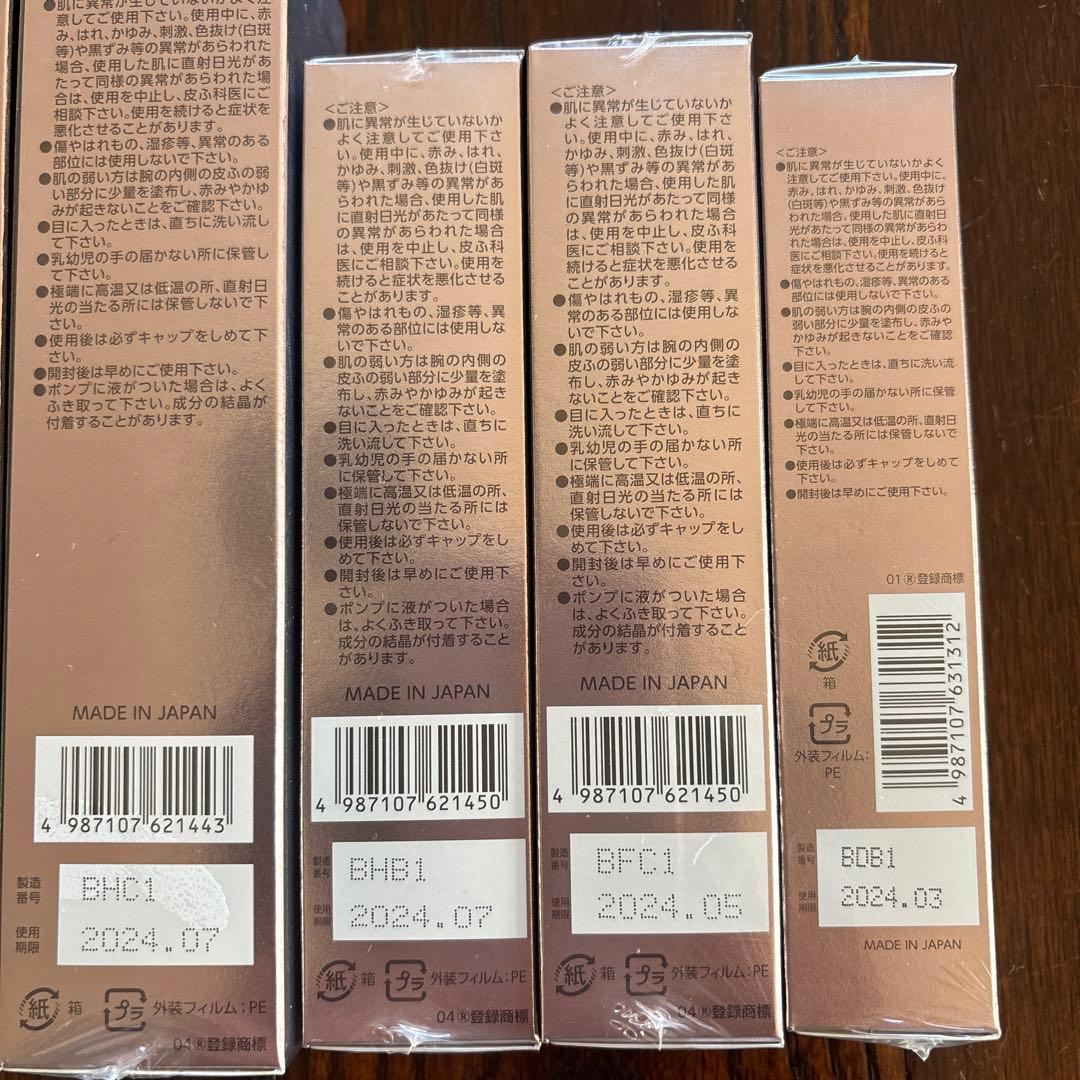 ●肌に異常が生じていないかよく注
意してご使用下さい。使用中に、赤
み、はれ、かゆみ、刺激、色抜け(白斑
等)や黒ずみ等の異常があらわれた
場合、使用した肌に直射日光があ
たって同様の異常があらわれた場
合は、使用を中止し、皮ふ科医にご
相談下さい。使用を続けると症状を
悪化させることがあります。
●傷やはれもの、湿疹等、異常のある
部位には使用しないで下さい。
●肌の弱い方は腕の内側の皮ふの弱
い部分に少量を塗布し、赤みやかゆ
みが起きないことをご確認下さい。
●目に入ったときは、直ちに洗い流し
て下さい。
●乳幼児の手の届かない所に保管し
て下さい。
●極端に高温又は低温の所、直射日
光の当たる所には保管しないで下
さい。
●使用後は必ずキャップをしめて下
さい。
●開封後は早めにご使用下さい。
●ポンプに液がついた場合は、よく
ふき取って下さい。成分の結晶が
付着することがあります。
MADE IN JAPAN
4 987107 621443
製造
番号
BHC1
使用
期限
2024.07
紙 箱 プラ 外装フィルム:PE
04Ⓡ登録商標
<ご注意>
●肌に異常が生じていないか
よく注意してご使用下さ
い。使用中に、赤み、はれ、
かゆみ、刺激、色抜け(白斑
等)や黒ずみ等の異常があ
らわれた場合、使用した肌
に直射日光があたって同様
の異常があらわれた場合
は、使用を中止し、皮ふ科
医にご相談下さい。使用を
続けると症状を悪化させる
ことがあります。
●傷やはれもの、湿疹等、異
常のある部位には使用しな
いで下さい。
●肌の弱い方は腕の内側の
皮ふの弱い部分に少量を塗
布し、赤みやかゆみが起き
ないことをご確認下さい。
●目に入ったときは、直ちに
洗い流して下さい。
●乳幼児の手の届かない所
に保管して下さい。
●極端に高温又は低温の所、
直射日光の当たる所には
保管しないで下さい。
●使用後は必ずキャップをし
めて下さい。
●開封後は早めにご使用下
さい。
●ポンプに液がついた場合
は、よくふき取って下さい。
成分の結晶が付着すること
があります。
MADE IN JAPAN
4 987107 621450
製造
番号
BHB1
使用
期限
2024.07
紙 箱 プラ 外装フィルム:PE
04Ⓡ登録商標
<ご注意>
●肌に異常が生じていないか
よく注意してご使用下さ
い。使用中に、赤み、はれ、
かゆみ、刺激、色抜け(白斑
等)や黒ずみ等の異常があ
らわれた場合、使用した肌
に直射日光があたって同様
の異常があらわれた場合
は、使用を中止し、皮ふ科
医にご相談下さい。使用を
続けると症状を悪化させる
ことがあります。
●傷やはれもの、湿疹等、異
常のある部位には使用しな
いで下さい。
●肌の弱い方は腕の内側の
皮ふの弱い部分に少量を塗
布し、赤みやかゆみが起き
ないことをご確認下さい。
●目に入ったときは、直ちに
洗い流して下さい。
●乳幼児の手の届かない所
に保管して下さい。
●極端に高温又は低温の所、
直射日光の当たる所には
保管しないで下さい。
●使用後は必ずキャップをし
めて下さい。
●開封後は早めにご使用下
さい。
●ポンプに液がついた場合
は、よくふき取って下さい。
成分の結晶が付着すること
があります。
MADE IN JAPAN
4 987107 621450
製造
番号
BFC1
使用
期限
2024.05
紙 箱 プラ 外装フィルム:PE
04Ⓡ登録商標
<ご注意>
●肌に異常が生じていないかよく
注意してご使用下さい。使用中に、
赤み、はれ、かゆみ、刺激、色抜け
(白斑等)や黒ずみ等の異常があら
われた場合、使用した肌に直射日
光があたって同様の異常があらわ
れた場合は、使用を中止し、皮ふ科
医にご相談下さい。使用を続けると
症状を悪化させることがあります。
●傷やはれもの、湿疹等、異常のある
部位には使用しないで下さい。
●肌の弱い方は腕の内側の皮ふの
弱い部分に少量を塗布し、赤みや
かゆみが起きないことをご確認
下さい。
●目に入ったときは、直ちに洗い流
して下さい。
●乳幼児の手の届かない所に保管
して下さい。
●極端に高温又は低温の所、直射日
光の当たる所には保管しないで
下さい。
●使用後は必ずキャップをしめて
下さい。
●開封後は早めにご使用下さい。
01Ⓡ登録商標
紙
箱
プラ
外装フィルム:
PE
4 987107 631312
製造
番号
BDB1
使用
期限
2024.03
MADE IN JAPAN